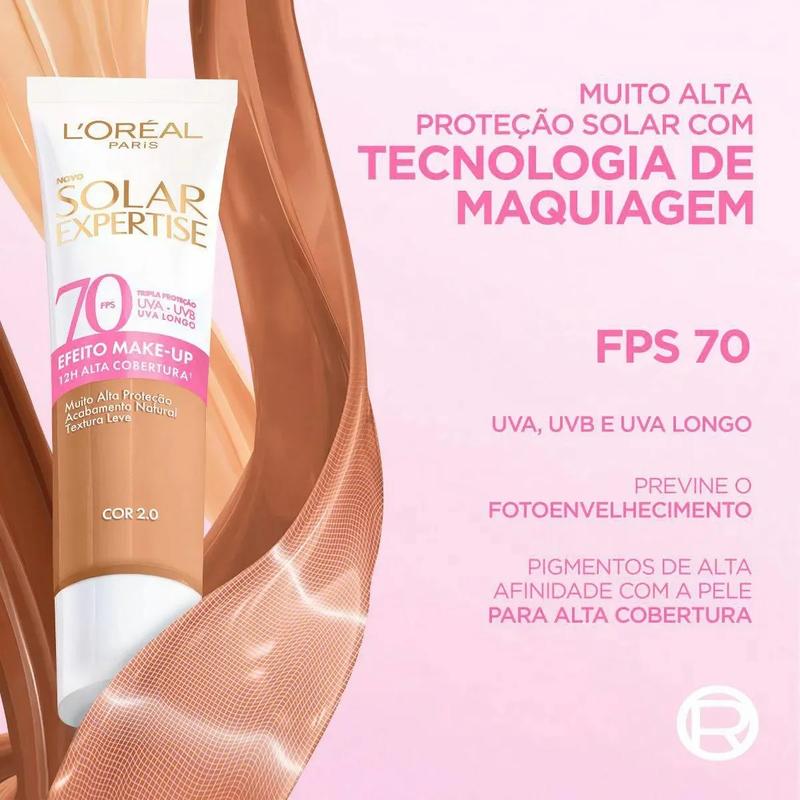 L'ORÉAL
PARIS
NOVO
SOLAR
EXPERTISE
70
FPS
TRIPLA PROTEÇÃO
UVA - UVB
UVA LONGO
EFEITO MAKE-UP
12H ALTA COBERTURA¹
Muito Alta Proteção
Acabamento Natural
Textura Leve
COR 2.0
MUITO ALTA
PROTEÇÃO SOLAR COM
TECNOLOGIA DE
MAQUIAGEM
FPS 70
UVA, UVB E UVA LONGO
PREVINE O
FOTOENVELHECIMENTO
PIGMENTOS DE ALTA
AFINIDADE COM A PELE
PARA ALTA COBERTURA